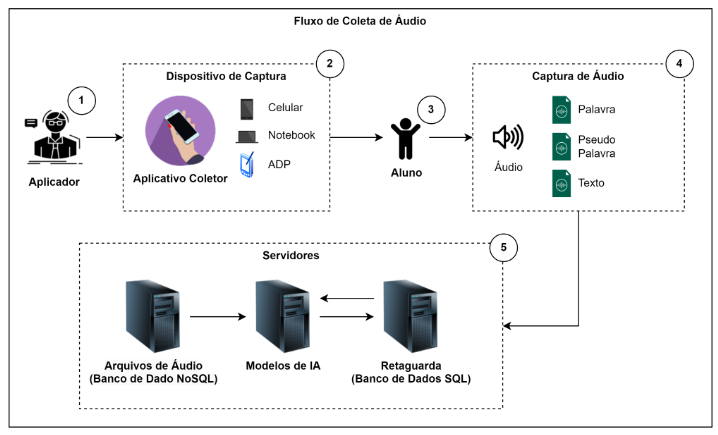 Fluxo de Coleta de Áudio
1
Aplicador
2
Dispositivo de Captura
Aplicativo Coletor
Celular
Notebook
ADP
3
Aluno
4
Captura de Áudio
Áudio
Palavra
Pseudo
Palavra
Texto
5
Servidores
Arquivos de Áudio
(Banco de Dado NoSQL)
Modelos de IA
Retaguarda
(Banco de Dados SQL)